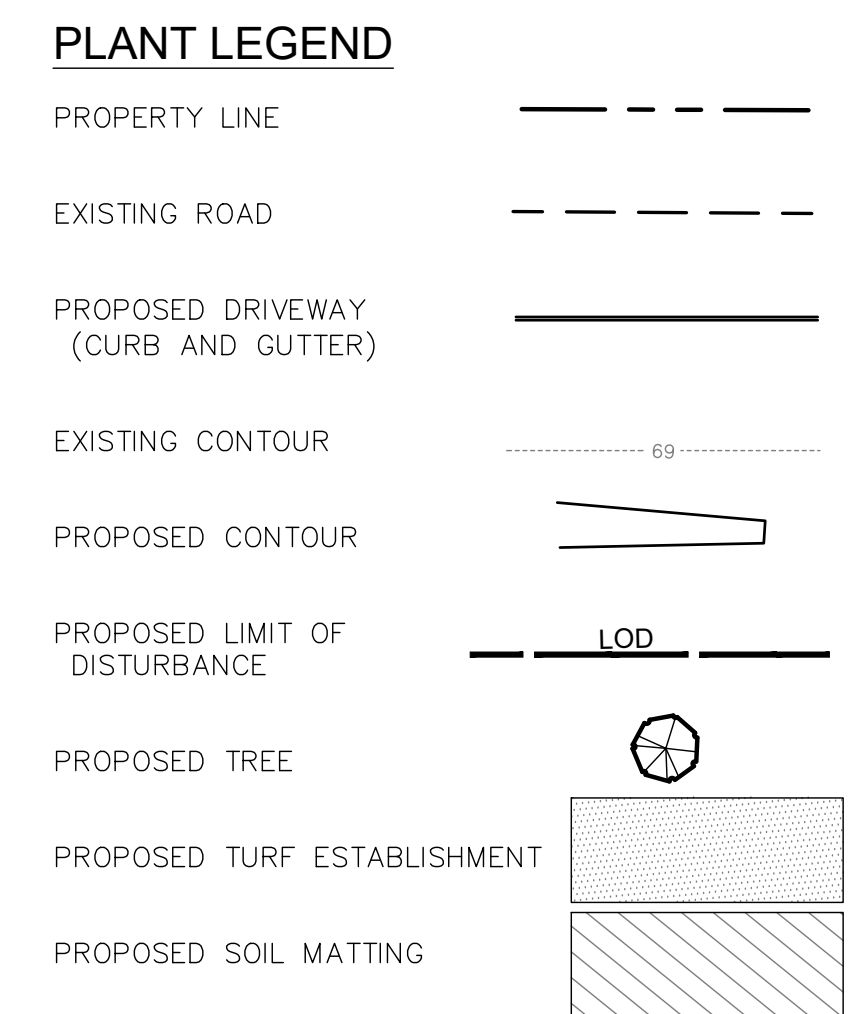 PLANT LEGEND
PROPERTY LINE
EXISTING ROAD
PROPOSED DRIVEWAY
(CURB AND GUTTER)
EXISTING CONTOUR
69
PROPOSED CONTOUR
PROPOSED LIMIT OF
DISTURBANCE
LOD
PROPOSED TREE
PROPOSED TURF ESTABLISHMENT
PROPOSED SOIL MATTING